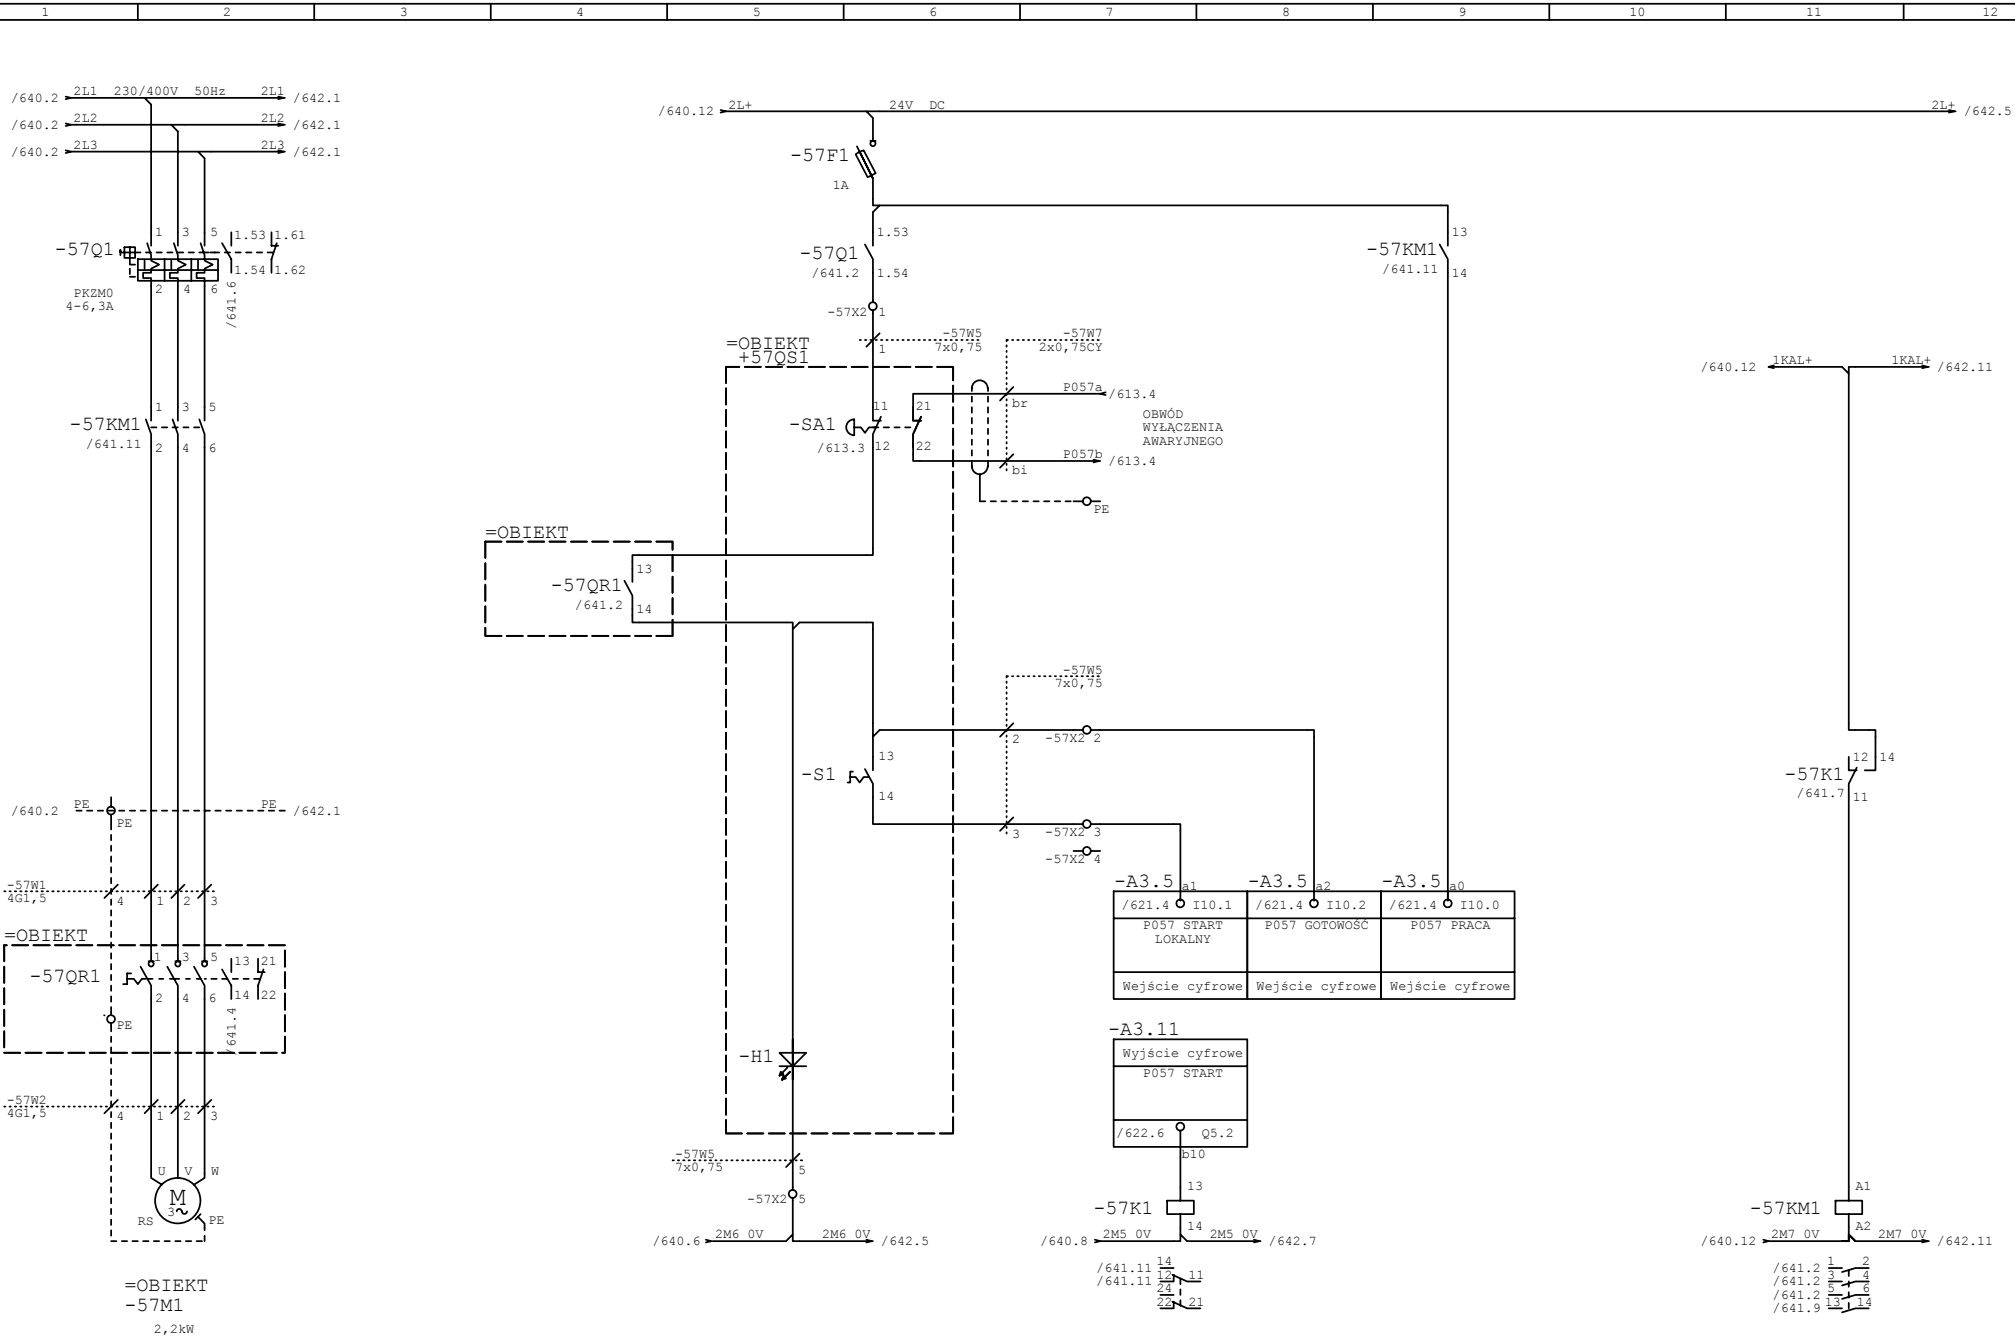 1 2 3 4 5 6 7 8 9 10 11 12
/640.2 2L1 230/400V 50Hz 2L1 /642.1
/640.2 2L2 2L2 /642.1
/640.2 2L3 2L3 /642.1
/640.12 2L+ 24V DC 2L+ /642.5
-57F1
1A
1 3 5 1.53 1.61
-57Q1
1.54 1.62
2 4 6
PKZM0
4-6,3A
/641.6
1.53
-57Q1
/641.2 1.54
13
-57KM1
/641.11 14
-57X2 1
-57W5
7x0,75
1
-57W7
2x0,75CY
=OBIEKT
+57QS1
/640.12 1KAL+ 1KAL+ /642.11
1 3 5
-57KM1
/641.11 2 4 6
11 21
-SA1
/613.3 12 22
br P057a /613.4
OBWÓD
WYŁĄCZENIA
AWARYJNEGO
bi P057b /613.4
PE
=OBIEKT
13
-57QR1
/641.2 14
-57W5
7x0,75
2 -57X2 2
13
-S1
14
3 -57X2 3
-57X2 4
12 14
-57K1
/641.7 11
/640.2 PE PE /642.1
PE
-57W1
4G1,5
4 1 2 3
=OBIEKT
1 3 5 13 21
-57QR1
2 4 6 14 22
PE
/641.4
-A3.5 a1 -A3.5 a2 -A3.5 a0
/621.4 I10.1 /621.4 I10.2 /621.4 I10.0
P057 START
LOKALNY
P057 GOTOWOŚĆ
P057 PRACA
Wejście cyfrowe Wejście cyfrowe Wejście cyfrowe
-A3.11
Wyjście cyfrowe
P057 START
/622.6 Q5.2
b10
-H1
-57W2
4G1,5
4 1 2 3
-57W5
7x0,75
5
-57X2 5
U V W
M
3
RS PE
13
-57K1
14
A1
-57KM1
A2
/640.6 2M6 0V 2M6 0V /642.5
/640.8 2M5 0V 2M5 0V /642.7
/640.12 2M7 0V 2M7 0V /642.11
=OBIEKT
-57M1
2,2kW
/641.11 14
/641.11 12 11
24
22 21
/641.2 1 2
/641.2 3 4
/641.2 5 6
/641.9 13 14